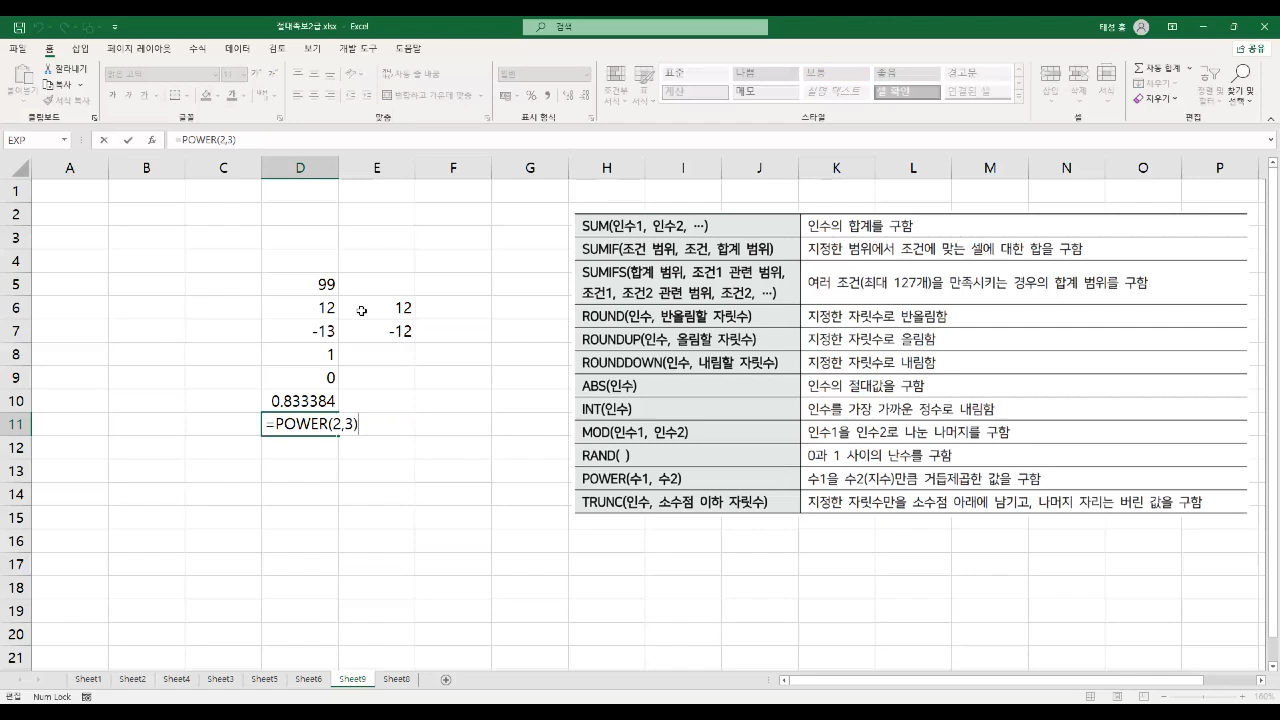 절대속보2급.xlsx - Excel
검색
태성 홍
파일 홈 삽입 페이지 레이아웃 수식 데이터 검토 보기 개발 도구 도움말
공유
붙여넣기
잘라내기
복사
서식 복사
맑은 고딕 11
가 가 가
자동 줄 바꿈
병합하고 가운데 맞춤
일반
조건부 서식
표 서식
표준 나쁨 보통 좋음 경고문
계산 메모 설명 텍스트 셀 확인 연결된 셀
삽입 삭제 서식
자동 합계
채우기
지우기
정렬 및 필터
찾기 및 선택
클립보드 글꼴 맞춤 표시 형식 스타일 셀 편집
EXP
=POWER(2,3)
A B C D E F G H I J K L M N O P
1
2
3
4
5 99
6 12 12
7 -13 -12
8 1
9 0
10 0.833384
11 =POWER(2,3)
12
13
14
15
16
17
18
19
20
21
SUM(인수1, 인수2, …) 인수의 합계를 구함
SUMIF(조건 범위, 조건, 합계 범위) 지정한 범위에서 조건에 맞는 셀에 대한 합을 구함
SUMIFS(합계 범위, 조건1 관련 범위,
조건1, 조건2 관련 범위, 조건2, …) 여러 조건(최대 127개)을 만족시키는 경우의 합계 범위를 구함
ROUND(인수, 반올림할 자릿수) 지정한 자릿수로 반올림함
ROUNDUP(인수, 올림할 자릿수) 지정한 자릿수로 올림함
ROUNDDOWN(인수, 내림할 자릿수) 지정한 자릿수로 내림함
ABS(인수) 인수의 절대값을 구함
INT(인수) 인수를 가장 가까운 정수로 내림함
MOD(인수1, 인수2) 인수1을 인수2로 나눈 나머지를 구함
RAND( ) 0과 1 사이의 난수를 구함
POWER(수1, 수2) 수1을 수2(지수)만큼 거듭제곱한 값을 구함
TRUNC(인수, 소수점 이하 자릿수) 지정한 자릿수만을 소수점 아래에 남기고, 나머지 자리는 버린 값을 구함
Sheet1 Sheet2 Sheet4 Sheet3 Sheet5 Sheet6 Sheet9 Sheet8
편집 Num Lock
160%